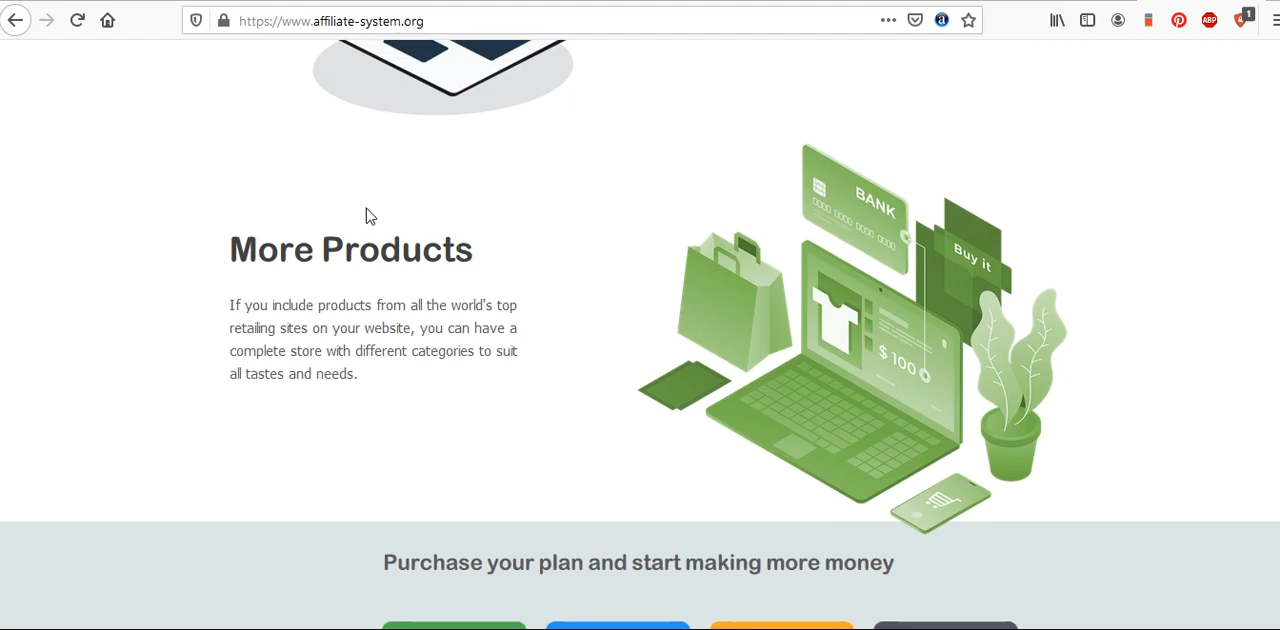 https://www.affiliate-system.org
ABP
1
BANK
Buy it
$ 100
More Products
If you include products from all the world's top
retailing sites on your website, you can have a
complete store with different categories to suit
all tastes and needs.
Purchase your plan and start making more money